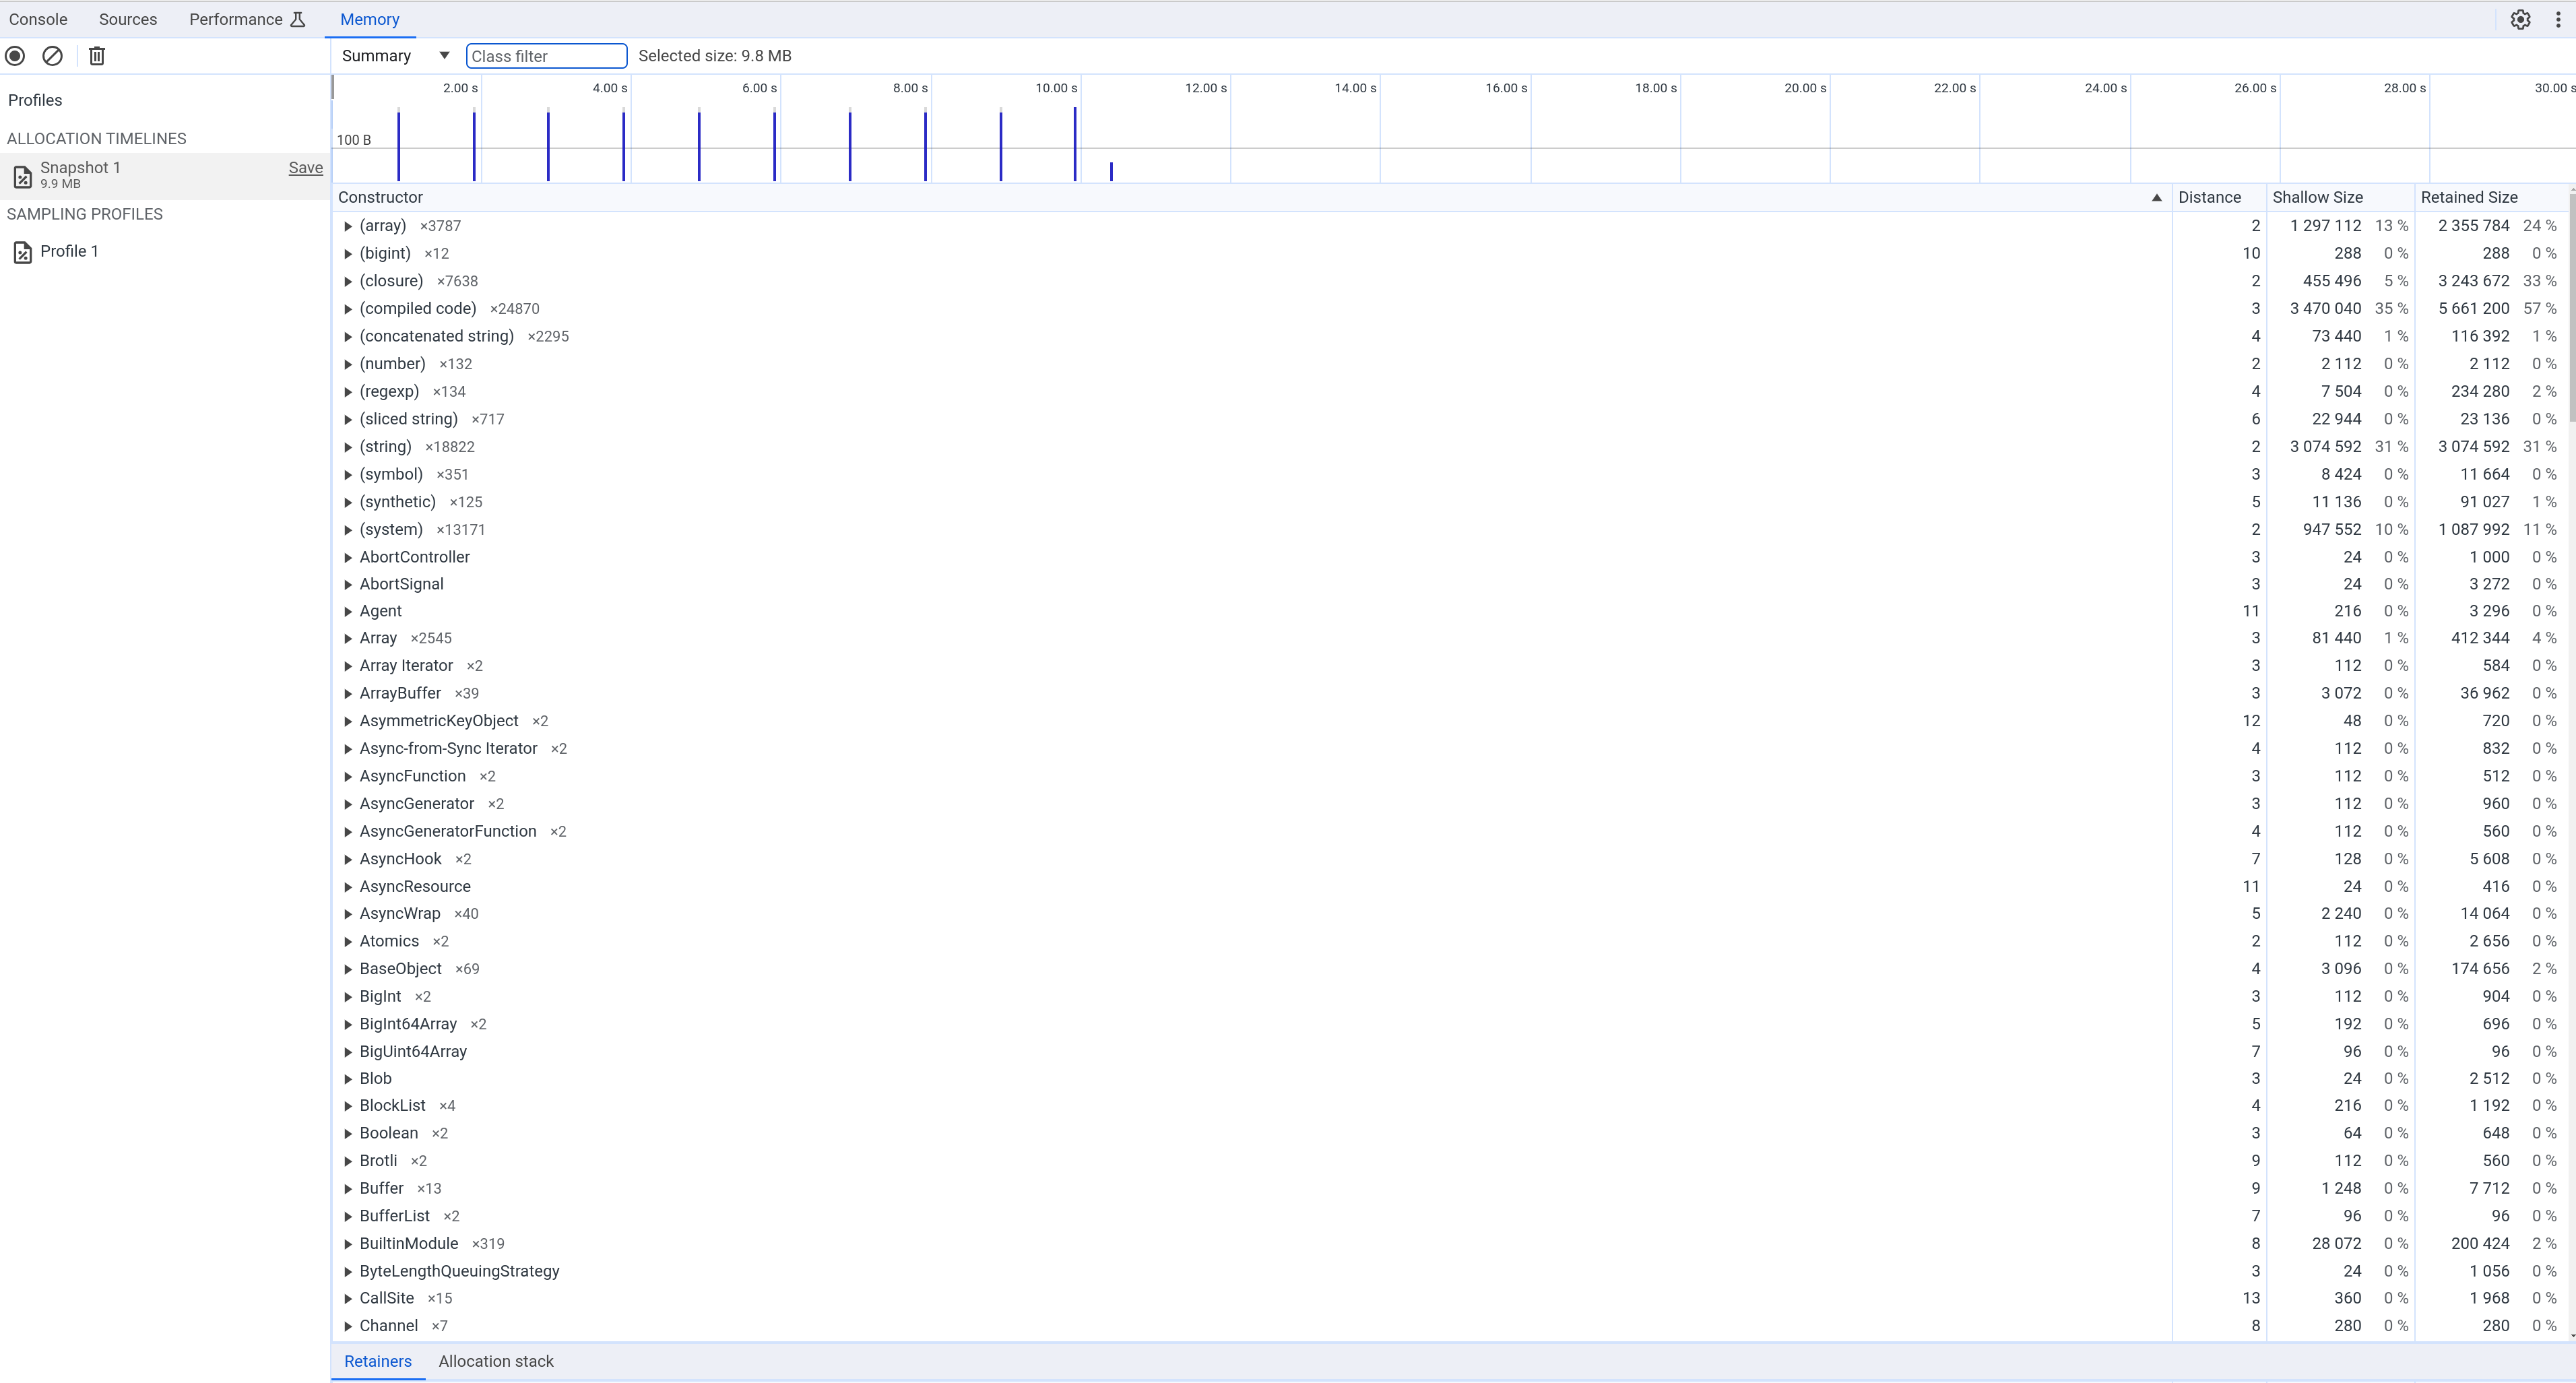 Console Sources Performance Memory
Summary Class filter Selected size: 9.8 MB
Profiles
ALLOCATION TIMELINES
Snapshot 1 Save
9.9 MB
SAMPLING PROFILES
Profile 1
2.00 s 4.00 s 6.00 s 8.00 s 10.00 s 12.00 s 14.00 s 16.00 s 18.00 s 20.00 s 22.00 s 24.00 s 26.00 s 28.00 s 30.00 s
100 B
Constructor Distance Shallow Size Retained Size
(array) ×3787 2 1 297 112 13 % 2 355 784 24 %
(bigint) ×12 10 288 0 % 288 0 %
(closure) ×7638 2 455 496 5 % 3 243 672 33 %
(compiled code) ×24870 3 3 470 040 35 % 5 661 200 57 %
(concatenated string) ×2295 4 73 440 1 % 116 392 1 %
(number) ×132 2 2 112 0 % 2 112 0 %
(regexp) ×134 4 7 504 0 % 234 280 2 %
(sliced string) ×717 6 22 944 0 % 23 136 0 %
(string) ×18822 2 3 074 592 31 % 3 074 592 31 %
(symbol) ×351 3 8 424 0 % 11 664 0 %
(synthetic) ×125 5 11 136 0 % 91 027 1 %
(system) ×13171 2 947 552 10 % 1 087 992 11 %
AbortController 3 24 0 % 1 000 0 %
AbortSignal 3 24 0 % 3 272 0 %
Agent 11 216 0 % 3 296 0 %
Array ×2545 3 81 440 1 % 412 344 4 %
Array Iterator ×2 3 112 0 % 584 0 %
ArrayBuffer ×39 3 3 072 0 % 36 962 0 %
AsymmetricKeyObject ×2 12 48 0 % 720 0 %
Async-from-Sync Iterator ×2 4 112 0 % 832 0 %
AsyncFunction ×2 3 112 0 % 512 0 %
AsyncGenerator ×2 3 112 0 % 960 0 %
AsyncGeneratorFunction ×2 4 112 0 % 560 0 %
AsyncHook ×2 7 128 0 % 5 608 0 %
AsyncResource 11 24 0 % 416 0 %
AsyncWrap ×40 5 2 240 0 % 14 064 0 %
Atomics ×2 2 112 0 % 2 656 0 %
BaseObject ×69 4 3 096 0 % 174 656 2 %
BigInt ×2 3 112 0 % 904 0 %
BigInt64Array ×2 5 192 0 % 696 0 %
BigUint64Array 7 96 0 % 96 0 %
Blob 3 24 0 % 2 512 0 %
BlockList ×4 4 216 0 % 1 192 0 %
Boolean ×2 3 64 0 % 648 0 %
Brotli ×2 9 112 0 % 560 0 %
Buffer ×13 9 1 248 0 % 7 712 0 %
BufferList ×2 7 96 0 % 96 0 %
BuiltinModule ×319 8 28 072 0 % 200 424 2 %
ByteLengthQueuingStrategy 3 24 0 % 1 056 0 %
CallSite ×15 13 360 0 % 1 968 0 %
Channel ×7 8 280 0 % 280 0 %
Retainers Allocation stack